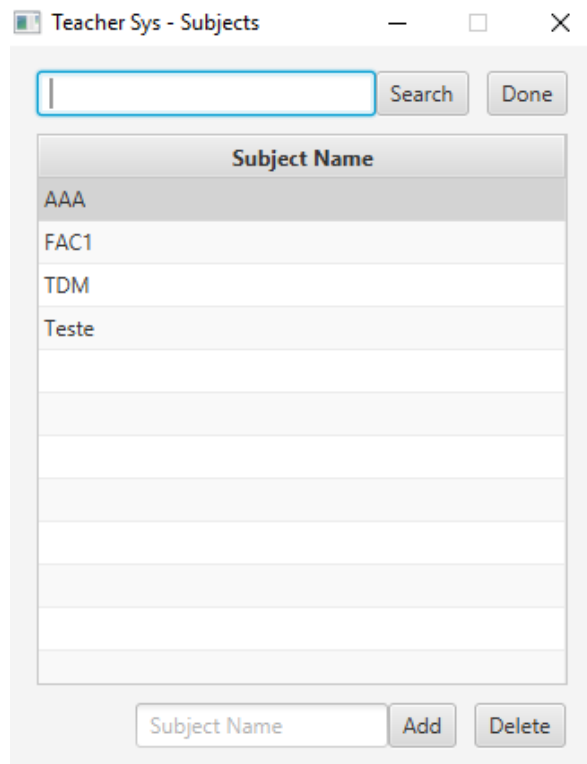 Teacher Sys - Subjects
Search Done
Subject Name
AAA
FAC1
TDM
Teste
Subject Name Add Delete